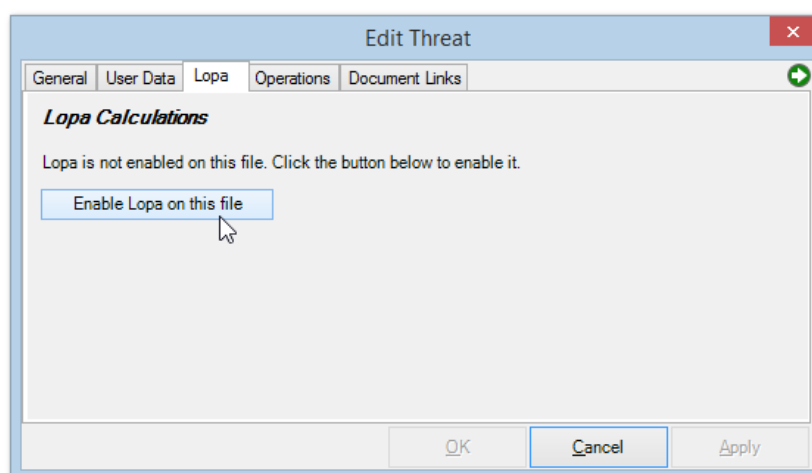 Edit Threat
General User Data Lopa Operations Document Links
Lopa Calculations
Lopa is not enabled on this file. Click the button below to enable it.
Enable Lopa on this file
OK Cancel Apply